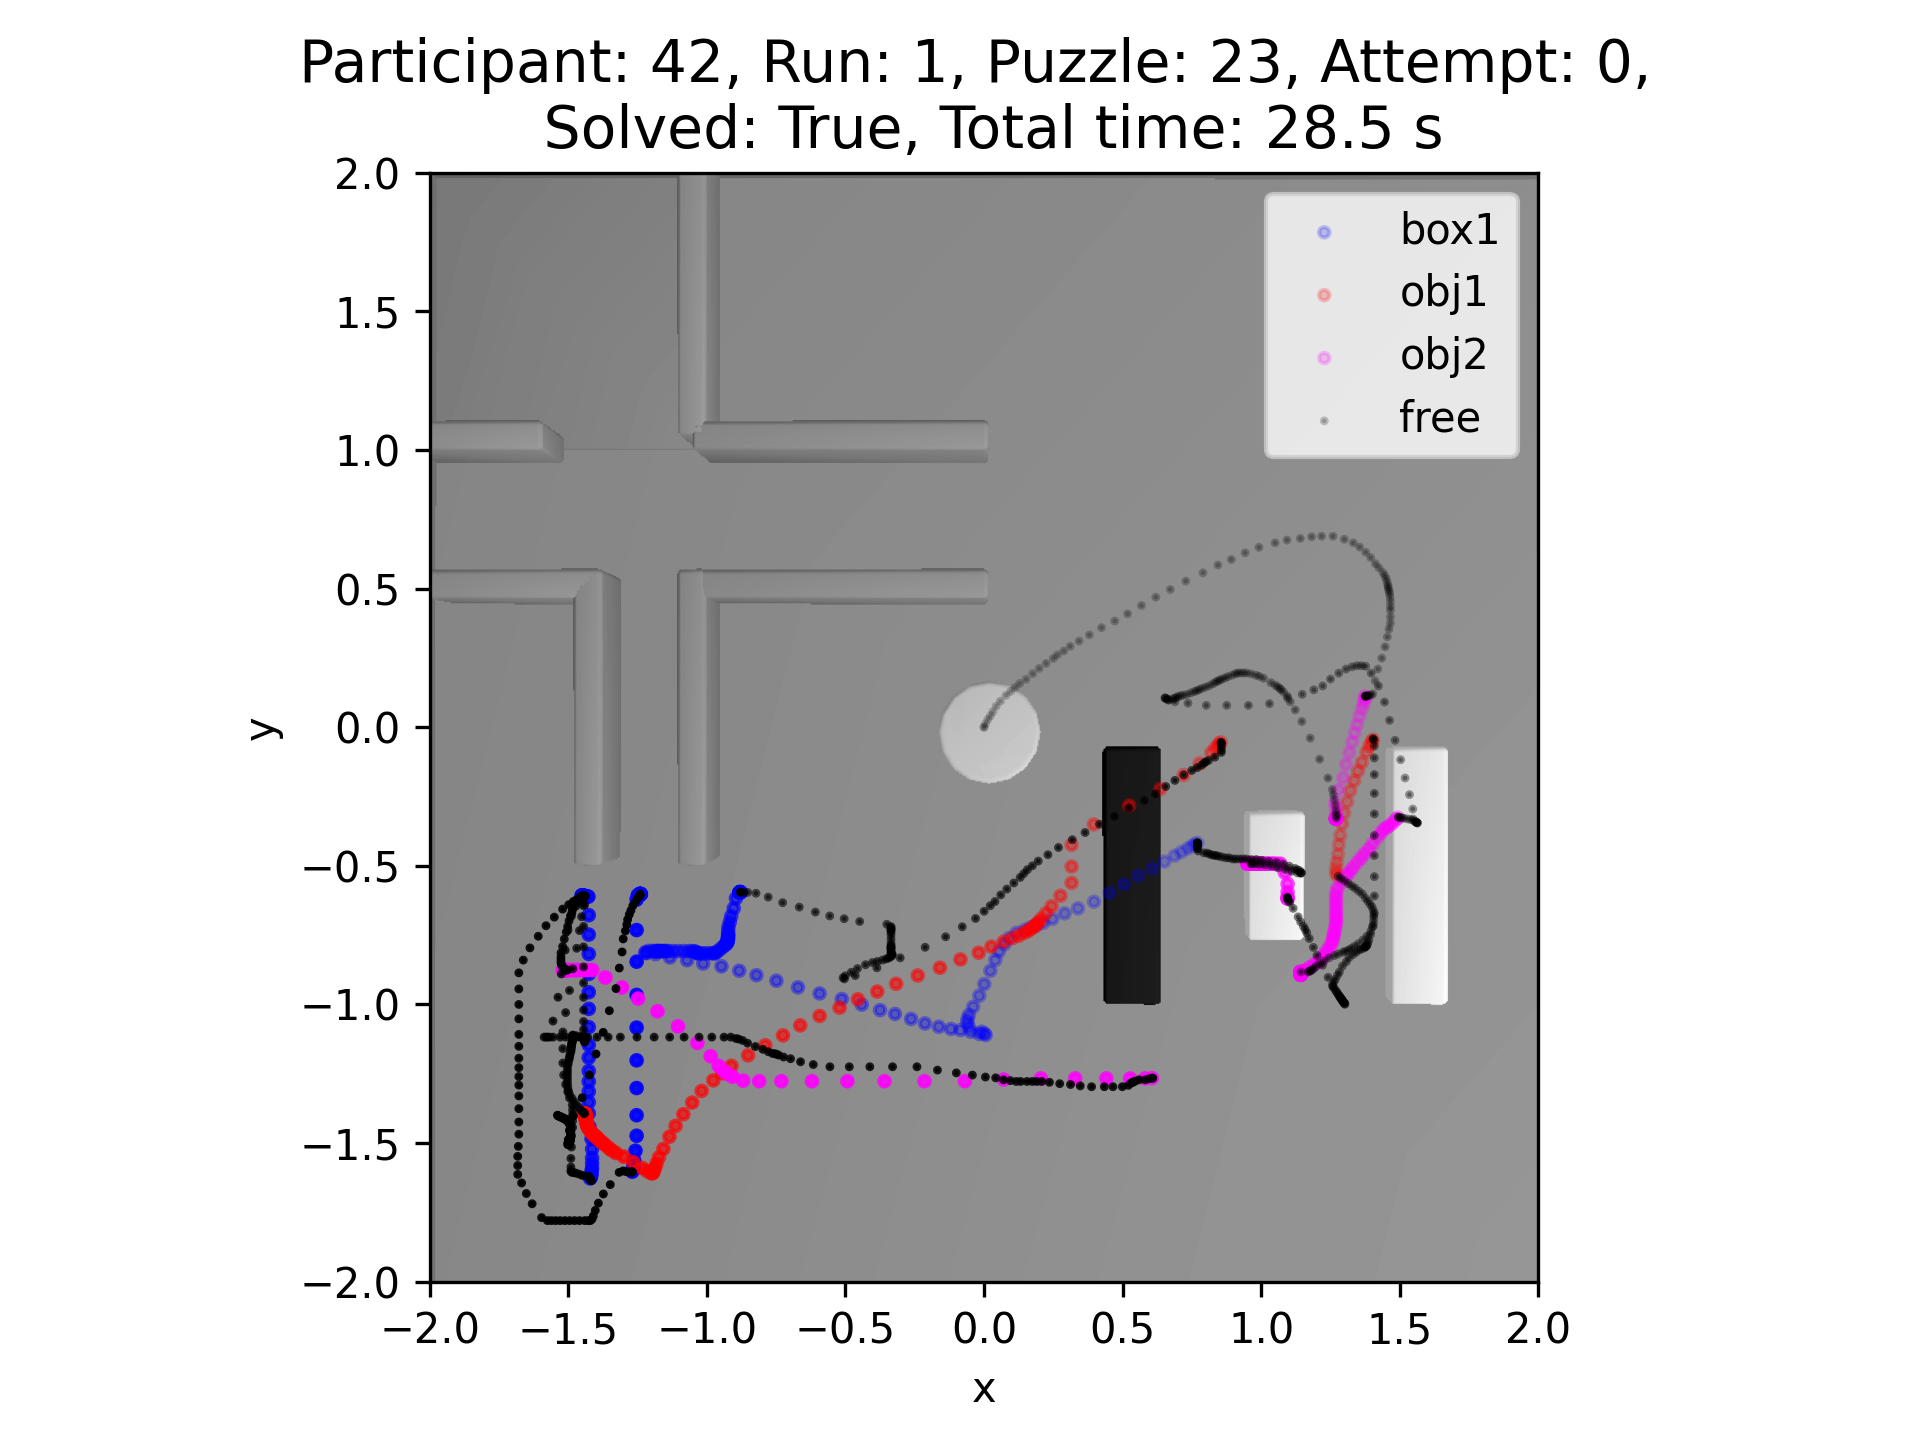 Participant: 42, Run: 1, Puzzle: 23, Attempt: 0,
Solved: True, Total time: 28.5 s
2.0
1.5
1.0
0.5
0.0
−0.5
−1.0
−1.5
−2.0
y
box1
obj1
obj2
free
−2.0 −1.5 −1.0 −0.5 0.0 0.5 1.0 1.5 2.0
x